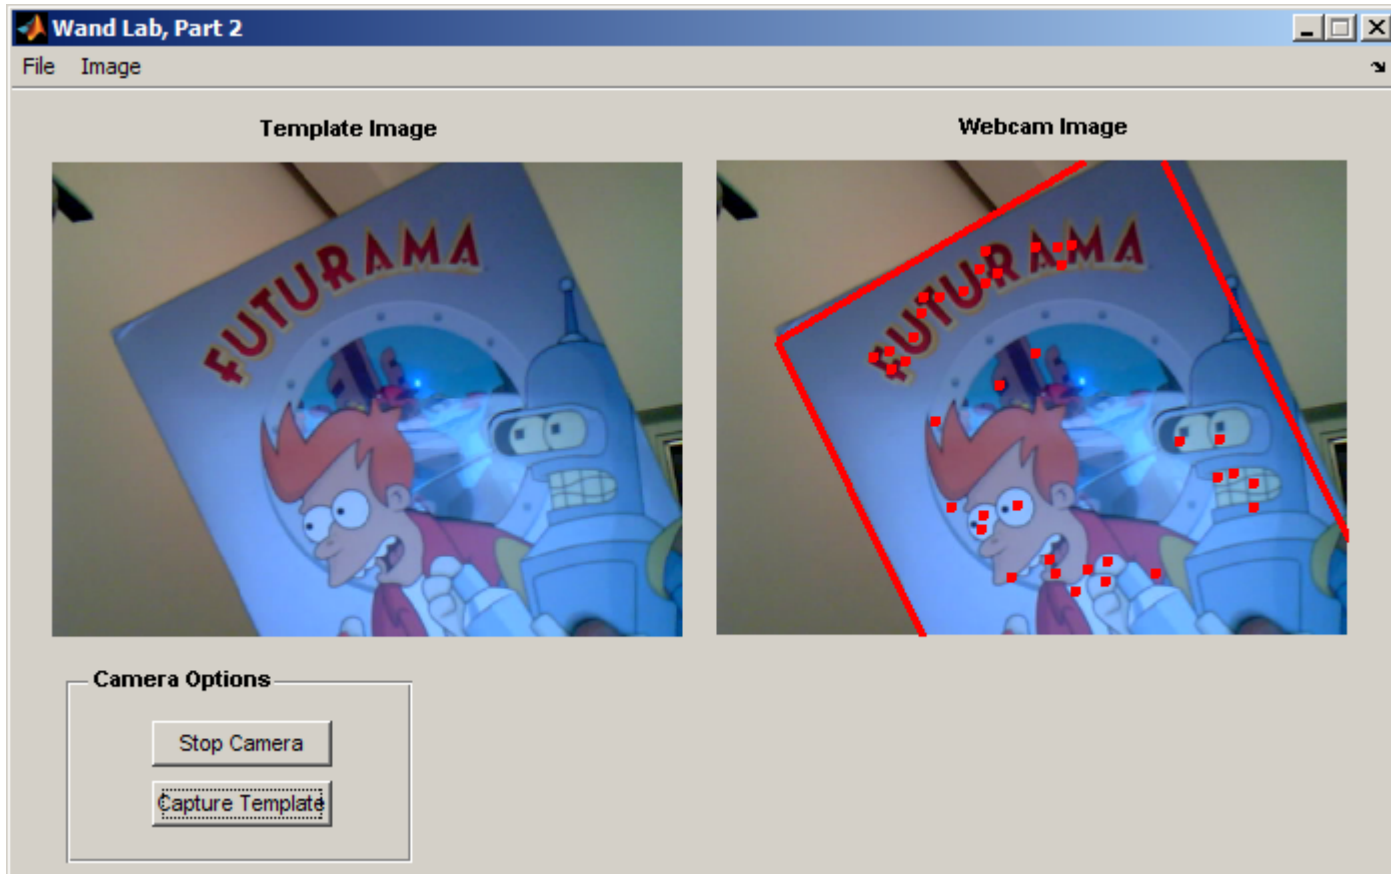 Wand Lab, Part 2
File Image
Template Image
Webcam Image
FUTURAMA
FUTURAMA
Camera Options
Stop Camera
Capture Template